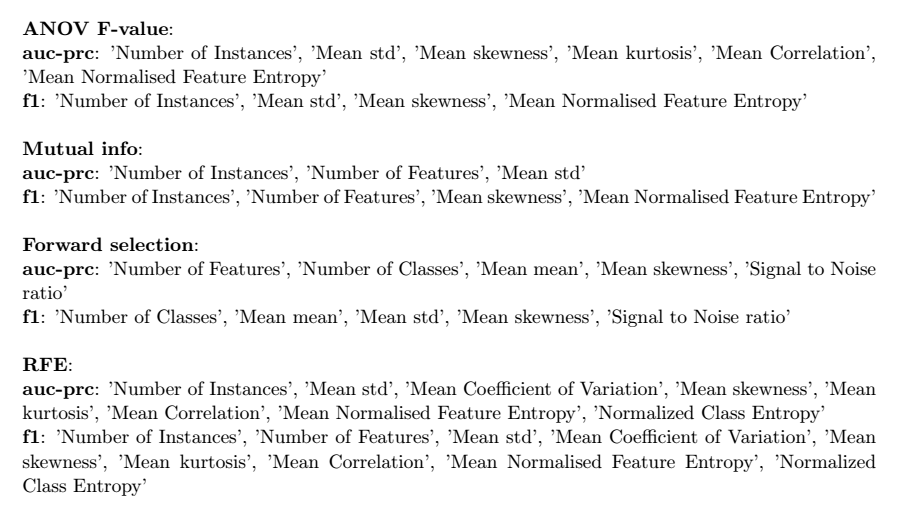 ANOV F-value:
auc-prc: ’Number of Instances’, ’Mean std’, ’Mean skewness’, ’Mean kurtosis’, ’Mean Correlation’,
’Mean Normalised Feature Entropy’
f1: ’Number of Instances’, ’Mean std’, ’Mean skewness’, ’Mean Normalised Feature Entropy’
Mutual info:
auc-prc: ’Number of Instances’, ’Number of Features’, ’Mean std’
f1: ’Number of Instances’, ’Number of Features’, ’Mean skewness’, ’Mean Normalised Feature Entropy’
Forward selection:
auc-prc: ’Number of Features’, ’Number of Classes’, ’Mean mean’, ’Mean skewness’, ’Signal to Noise
ratio’
f1: ’Number of Classes’, ’Mean mean’, ’Mean std’, ’Mean skewness’, ’Signal to Noise ratio’
RFE:
auc-prc: ’Number of Instances’, ’Mean std’, ’Mean Coefficient of Variation’, ’Mean skewness’, ’Mean
kurtosis’, ’Mean Correlation’, ’Mean Normalised Feature Entropy’, ’Normalized Class Entropy’
f1: ’Number of Instances’, ’Number of Features’, ’Mean std’, ’Mean Coefficient of Variation’, ’Mean
skewness’, ’Mean kurtosis’, ’Mean Correlation’, ’Mean Normalised Feature Entropy’, ’Normalized
Class Entropy’